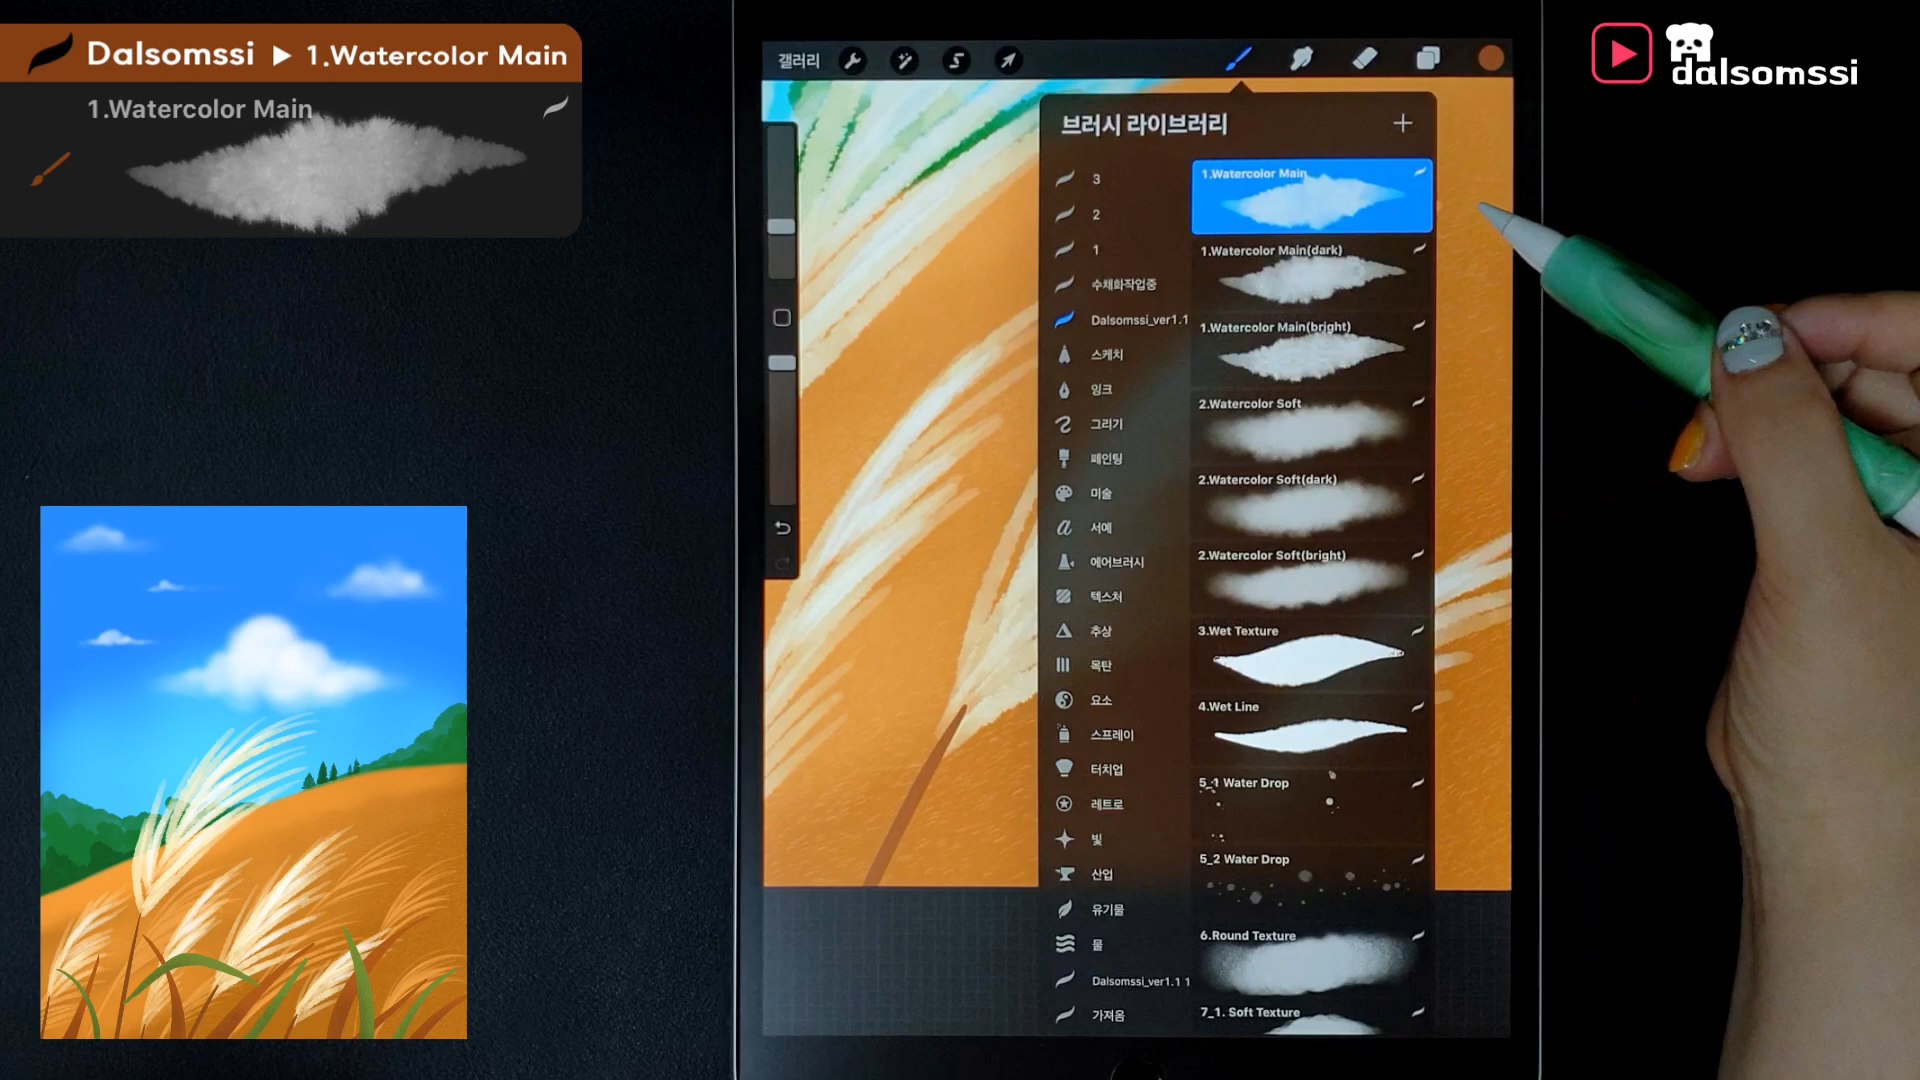 Dalsomssi ▶ 1.Watercolor Main
1.Watercolor Main
dalsomssi
갤러리
브러시 라이브러리
3
2
1
수채화작업중
Dalsomssi_ver1.1
스케치
잉크
그리기
페인팅
미술
서예
에어브러시
텍스처
추상
목탄
요소
스프레이
터치업
레트로
빛
산업
유기물
물
Dalsomssi_ver1.1 1
가져옴
1.Watercolor Main
1.Watercolor Main(dark)
1.Watercolor Main(bright)
2.Watercolor Soft
2.Watercolor Soft(dark)
2.Watercolor Soft(bright)
3.Wet Texture
4.Wet Line
5_1 Water Drop
5_2 Water Drop
6.Round Texture
7_1. Soft Texture